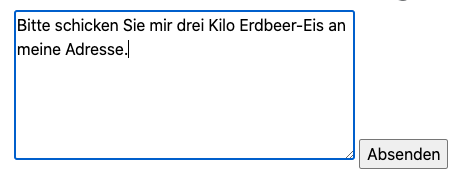 Bitte schicken Sie mir drei Kilo Erdbeer-Eis an
meine Adresse.
Absenden